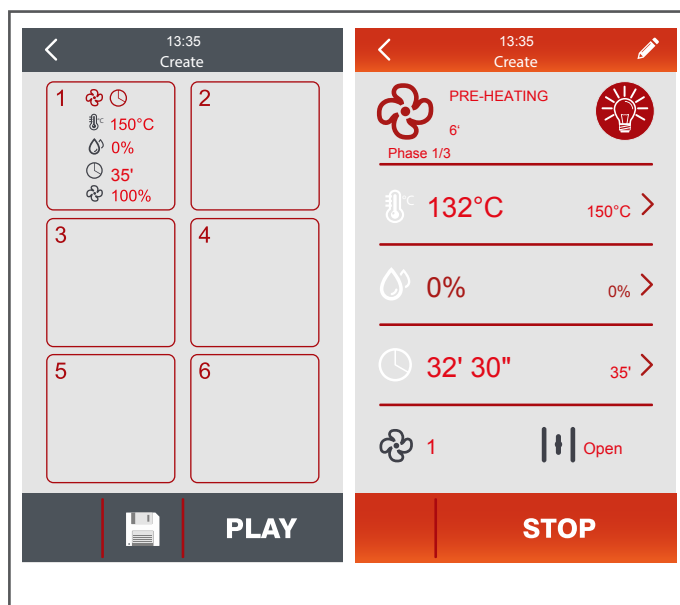 13:35
Create
1
150°C
0%
35'
100%
2
3
4
5
6
PLAY
13:35
Create
PRE-HEATING
6'
Phase 1/3
°C
132°C
150°C
0%
0%
32' 30"
35'
1
Open
STOP